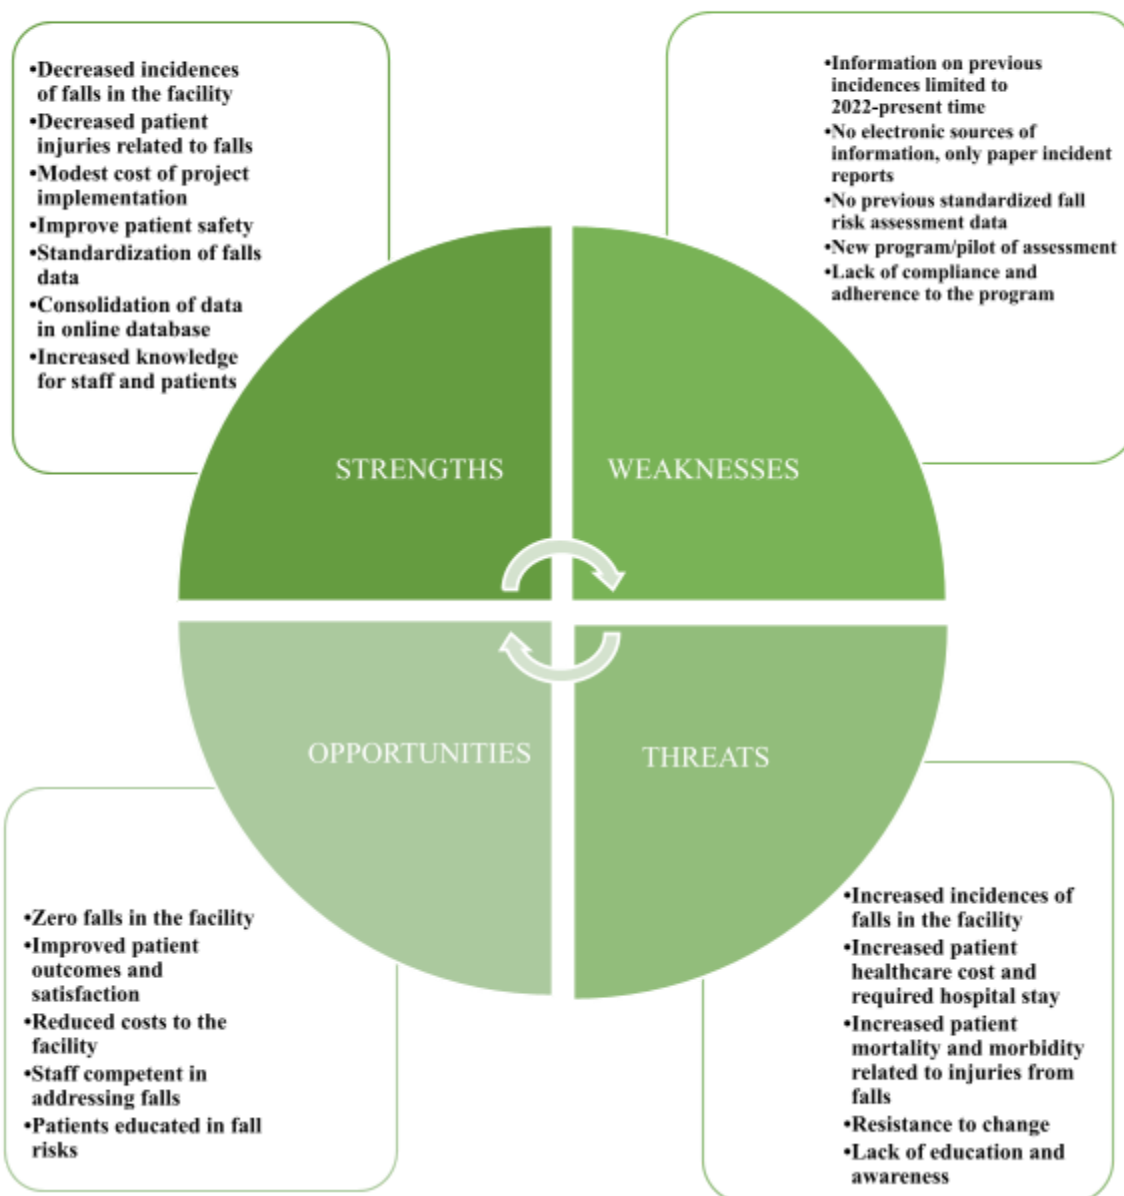 •Decreased incidences
of falls in the facility
•Decreased patient
injuries related to falls
•Modest cost of project
implementation
•Improve patient safety
•Standardization of falls
data
•Consolidation of data
in online database
•Increased knowledge
for staff and patients
•Information on previous
incidences limited to
2022-present time
•No electronic sources of
information, only paper incident
reports
•No previous standardized fall
risk assessment data
•New program/pilot of assessment
•Lack of compliance and
adherence to the program
STRENGTHS
WEAKNESSES
OPPORTUNITIES
THREATS
•Zero falls in the facility
•Improved patient
outcomes and
satisfaction
•Reduced costs to the
facility
•Staff competent in
addressing falls
•Patients educated in fall
risks
•Increased incidences of
falls in the facility
•Increased patient
healthcare cost and
required hospital stay
•Increased patient
mortality and morbidity
related to injuries from
falls
•Resistance to change
•Lack of education and
awareness